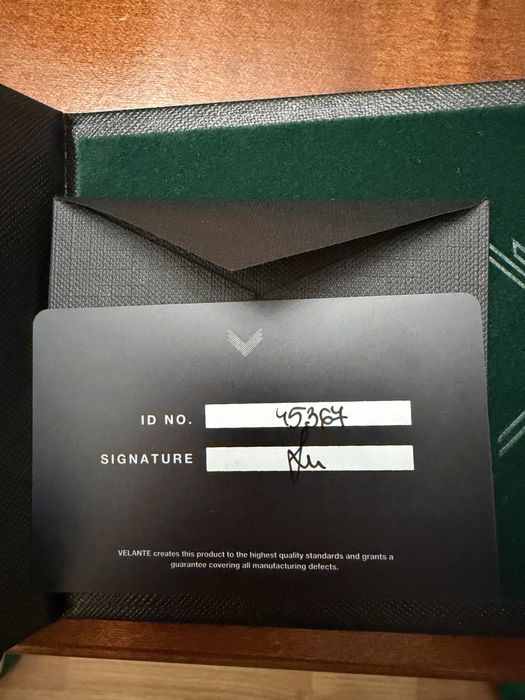 ID NO. 45367
SIGNATURE
VELANTE creates this product to the highest quality standards and grants a
guarantee covering all manufacturing defects.